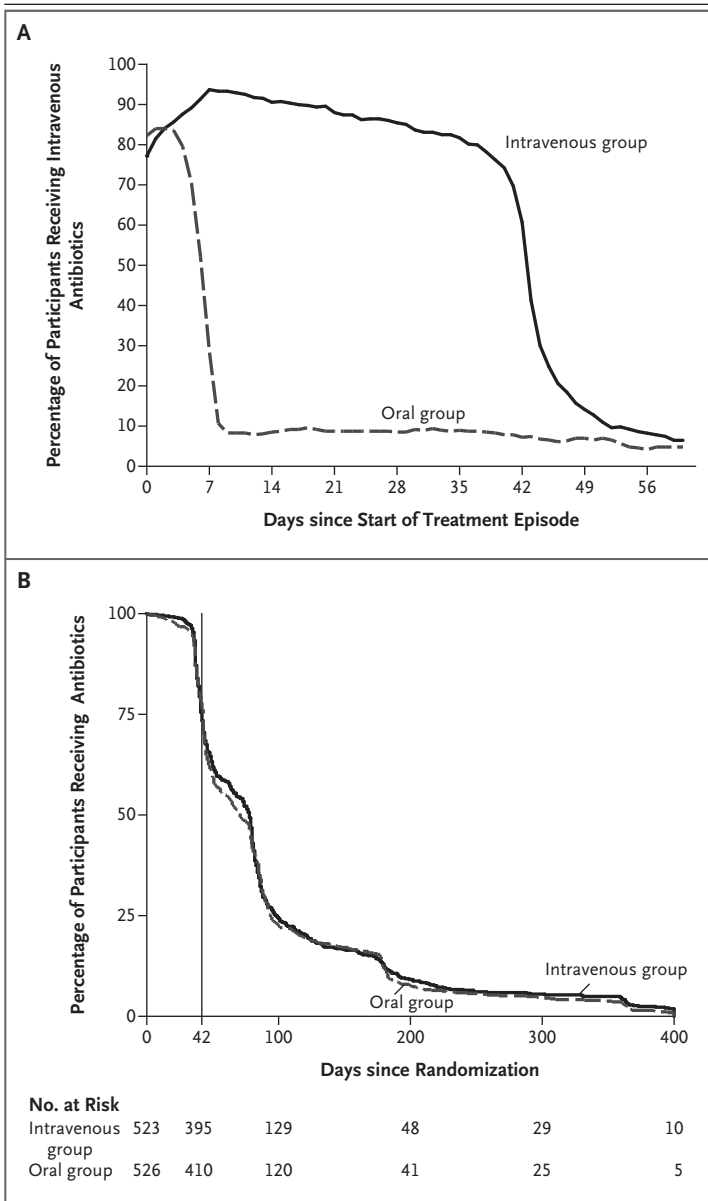 A
Percentage of Participants Receiving Intravenous
Antibiotics
100
90
80
70
60
50
40
30
20
10
0
Intravenous group
Oral group
0 7 14 21 28 35 42 49 56
Days since Start of Treatment Episode
B
Percentage of Participants Receiving Antibiotics
100
75
50
25
0
Intravenous group
Oral group
0 42 100 200 300 400
Days since Randomization
No. at Risk
Intravenous 523 395 129 48 29 10
group
Oral group 526 410 120 41 25 5